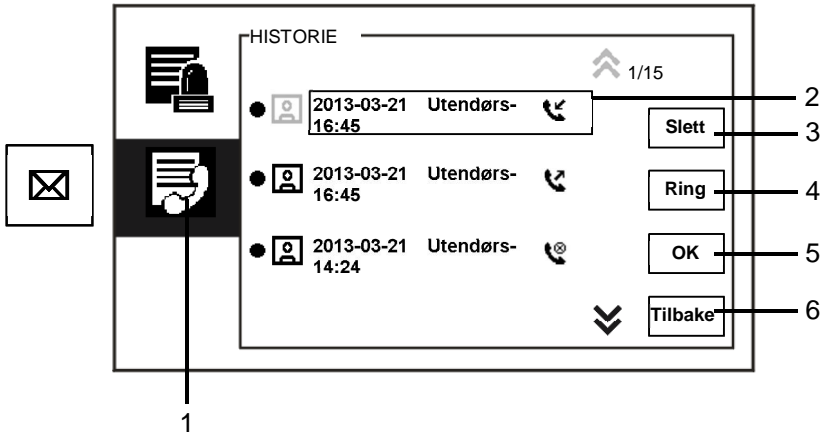 HISTORIE
1/15
2013-03-21 Utendørs-
16:45
2
Slett
3
2013-03-21 Utendørs-
16:45
Ring
4
2013-03-21 Utendørs-
14:24
OK
5
Tilbake
6
1